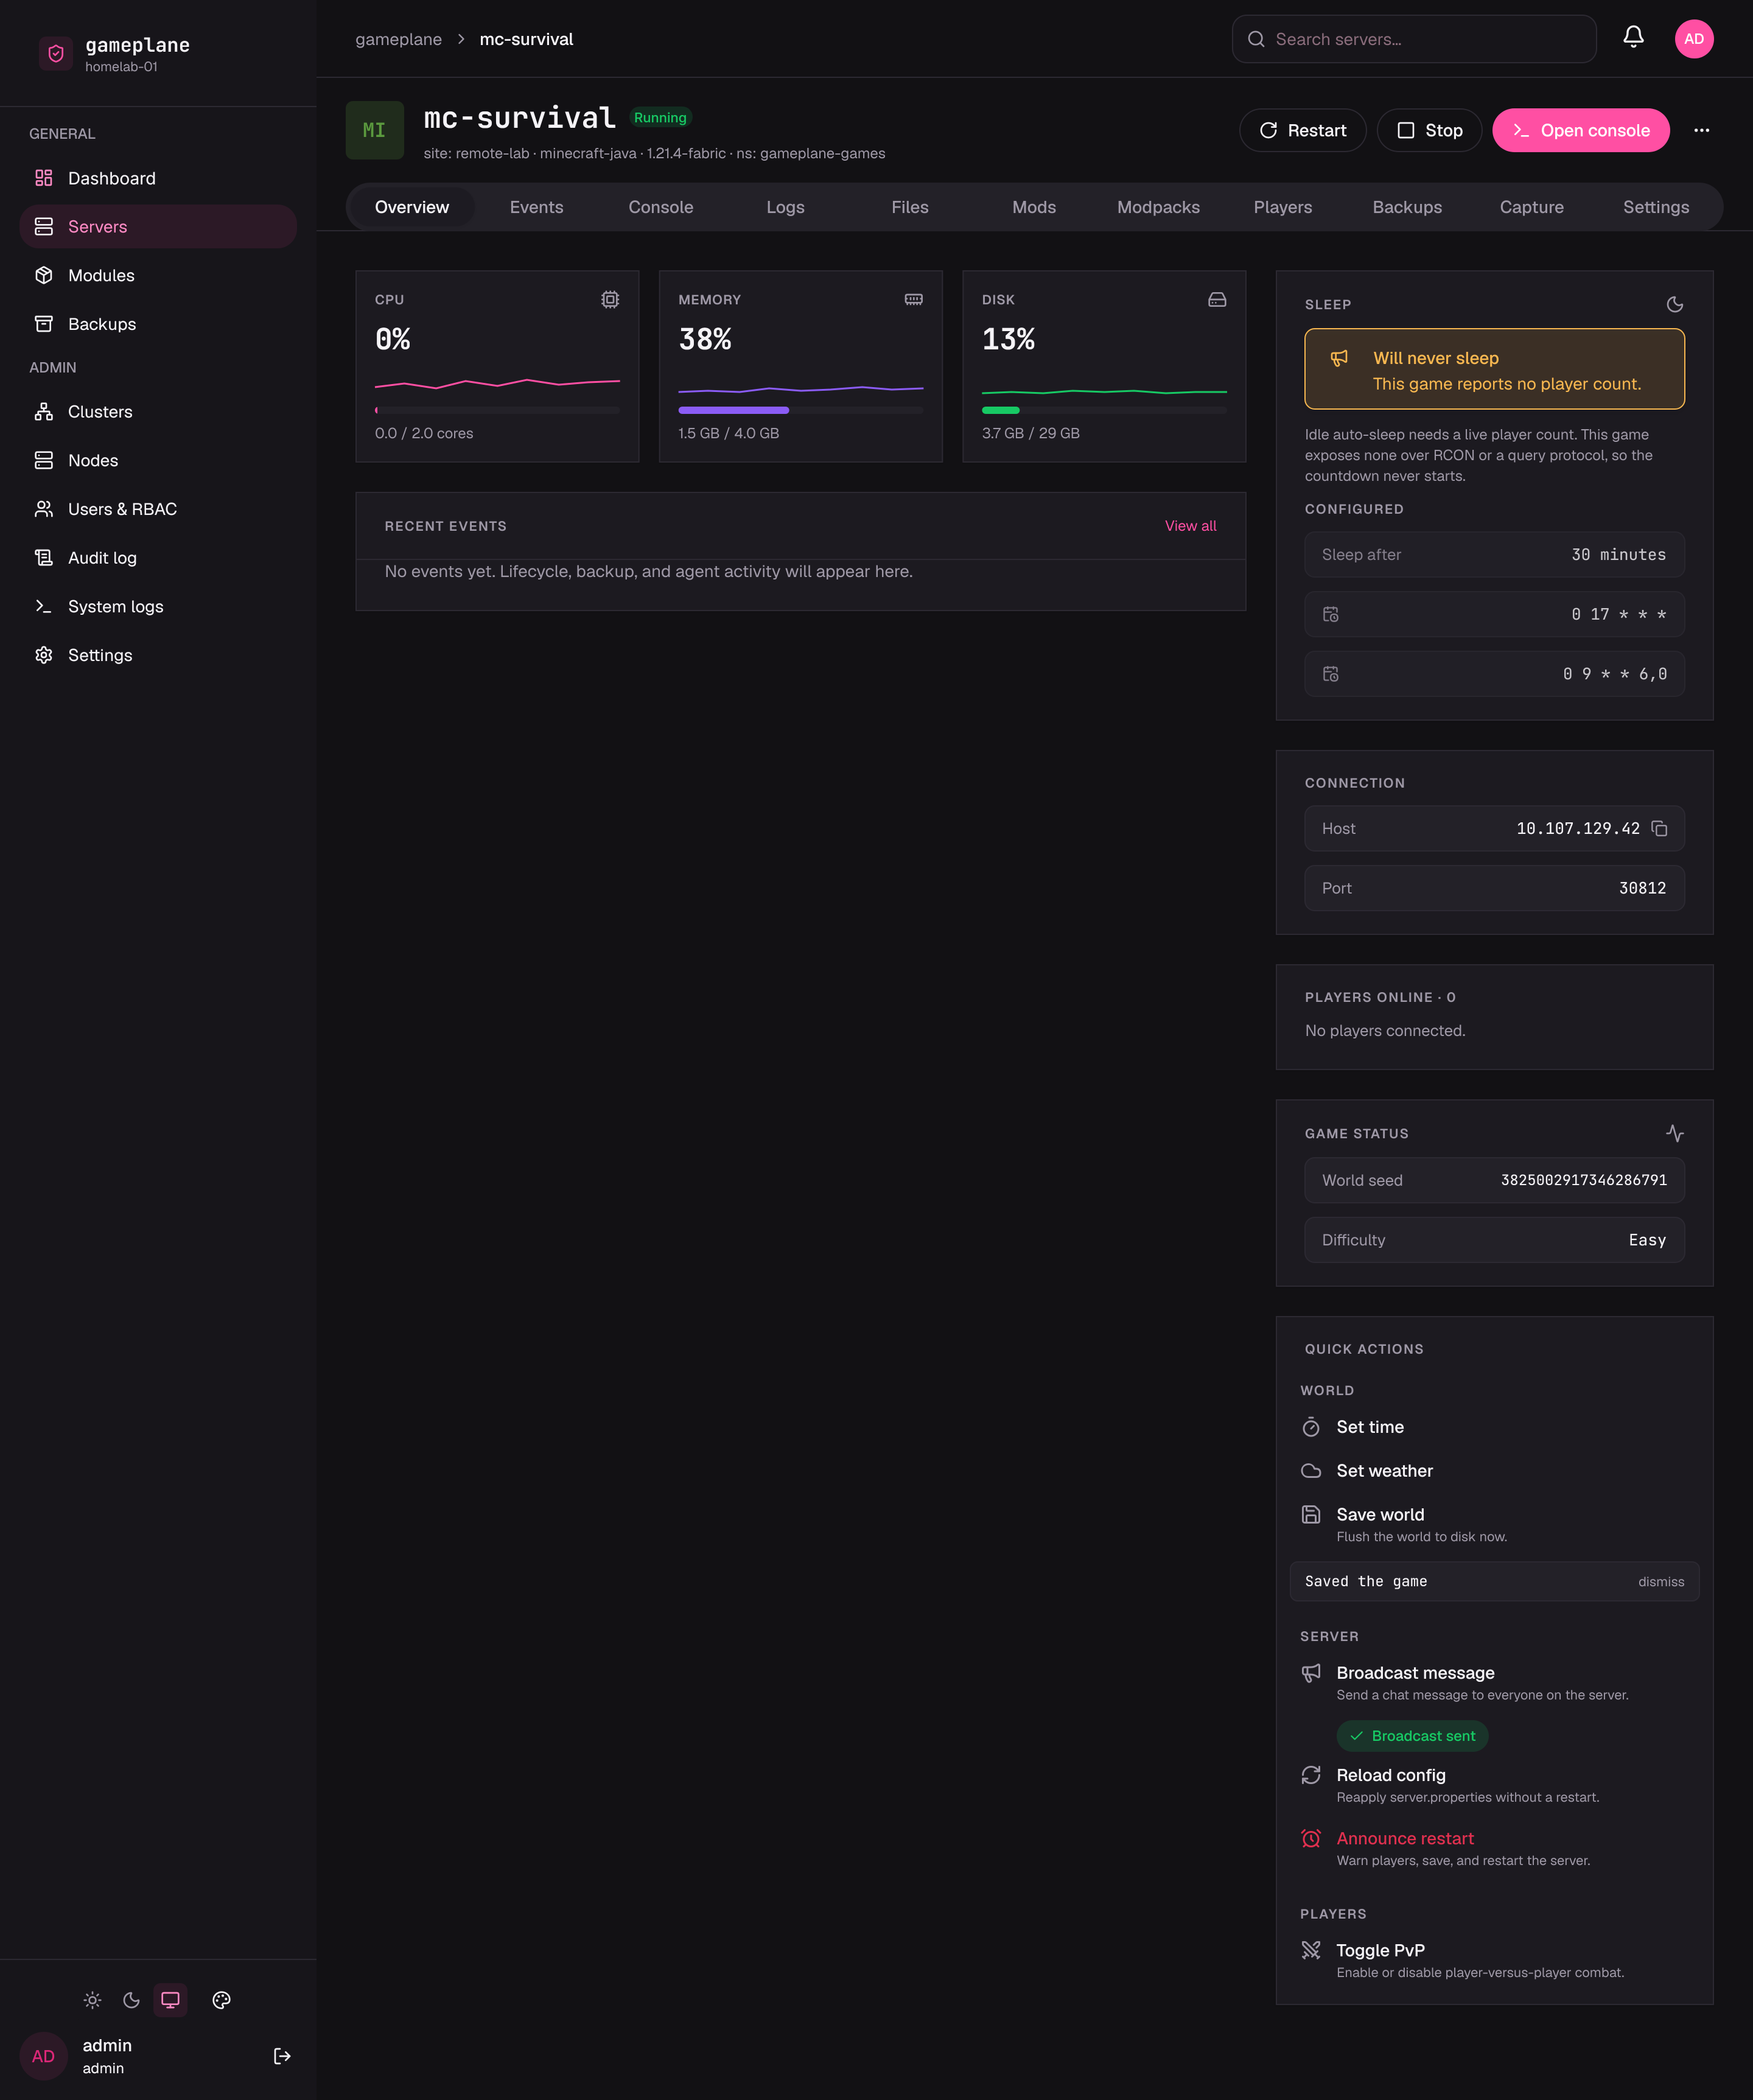 gameplane
homelab-01
GENERAL
Dashboard
Servers
Modules
Backups
ADMIN
Clusters
Nodes
Users & RBAC
Audit log
System logs
Settings
AD
admin
admin
gameplane
mc-survival
Search servers...
AD
MI
mc-survival
Running
site: remote-lab · minecraft-java · 1.21.4-fabric · ns: gameplane-games
Restart
Stop
Open console
Overview
Events
Console
Logs
Files
Mods
Modpacks
Players
Backups
Capture
Settings
CPU
0%
0.0 / 2.0 cores
MEMORY
38%
1.5 GB / 4.0 GB
DISK
13%
3.7 GB / 29 GB
RECENT EVENTS
View all
No events yet. Lifecycle, backup, and agent activity will appear here.
SLEEP
Will never sleep
This game reports no player count.
Idle auto-sleep needs a live player count. This game
exposes none over RCON or a query protocol, so the
countdown never starts.
CONFIGURED
Sleep after
30 minutes
0 17 * * *
0 9 * * 6,0
CONNECTION
Host
10.107.129.42
Port
30812
PLAYERS ONLINE · 0
No players connected.
GAME STATUS
World seed
3825002917346286791
Difficulty
Easy
QUICK ACTIONS
WORLD
Set time
Set weather
Save world
Flush the world to disk now.
Saved the game
dismiss
SERVER
Broadcast message
Send a chat message to everyone on the server.
Broadcast sent
Reload config
Reapply server.properties without a restart.
Announce restart
Warn players, save, and restart the server.
PLAYERS
Toggle PvP
Enable or disable player-versus-player combat.